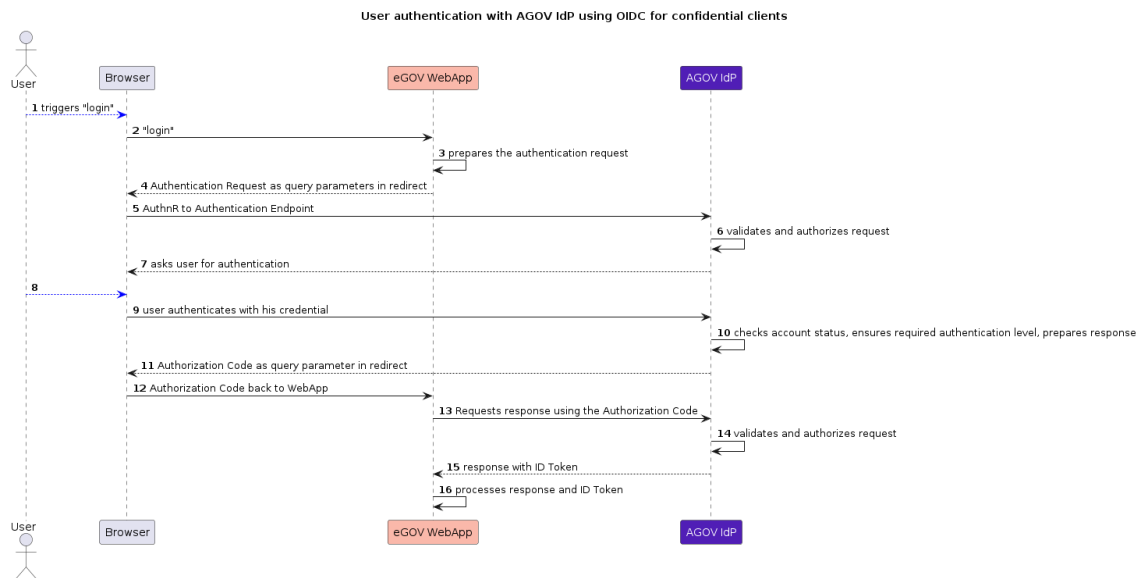 User authentication with AGOV IdP using OIDC for confidential clients
User
Browser
eGOV WebApp
AGOV IdP
1 triggers "login"
2 "login"
3 prepares the authentication request
4 Authentication Request as query parameters in redirect
5 AuthnR to Authentication Endpoint
6 validates and authorizes request
7 asks user for authentication
8
9 user authenticates with his credential
10 checks account status, ensures required authentication level, prepares response
11 Authorization Code as query parameter in redirect
12 Authorization Code back to WebApp
13 Requests response using the Authorization Code
14 validates and authorizes request
15 response with ID Token
16 processes response and ID Token
User
Browser
eGOV WebApp
AGOV IdP